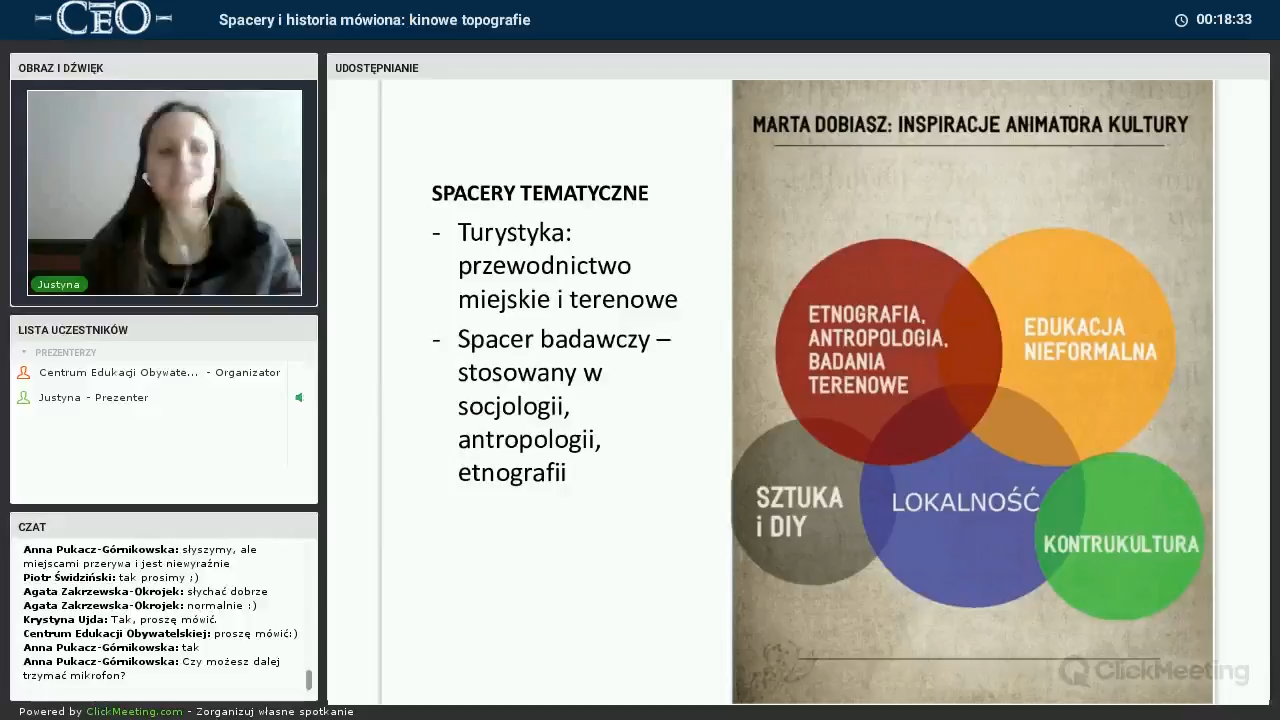 CEO
Spacery i historia mówiona: kinowe topografie
00:18:33
OBRAZ I DŹWIĘK
Justyna
LISTA UCZESTNIKÓW
PREZENTERZY
Centrum Edukacji Obywate... - Organizator
Justyna - Prezenter
CZAT
Anna Pukacz-Górnikowska: słyszymy, ale
miejscami przerywa i jest niewyraźnie
Piotr Świdziński: tak prosimy ;)
Agata Zakrzewska-Okrojek: słychać dobrze
Agata Zakrzewska-Okrojek: normalnie :)
Krystyna Ujda: Tak, proszę mówić.
Centrum Edukacji Obywatelskiej: proszę mówić:)
Anna Pukacz-Górnikowska: tak
Anna Pukacz-Górnikowska: Czy możesz dalej
trzymać mikrofon?
UDOSTĘPNIANIE
SPACERY TEMATYCZNE
- Turystyka:
przewodnictwo
miejskie i terenowe
- Spacer badawczy –
stosowany w
socjologii,
antropologii,
etnografii
MARTA DOBIASZ: INSPIRACJE ANIMATORA KULTURY
ETNOGRAFIA,
ANTROPOLOGIA,
BADANIA
TERENOWE
EDUKACJA
NIEFORMALNA
SZTUKA
i DIY
LOKALNOŚĆ
KONTRUKULTURA
ClickMeeting
Powered by ClickMeeting.com - Zorganizuj własne spotkanie